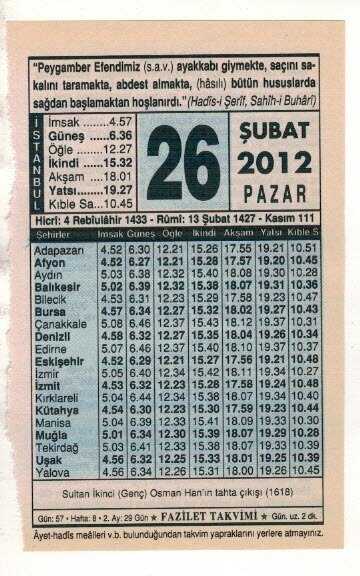 "Peygamber Efendimiz (s.a.v.) ayakkabı giymekte, saçını sa-
kalını taramakta, abdest almakta, (hâsılı) bütün hususlarda
sağdan başlamaktan hoşlanırdı." (Hadîs-i Şerîf, Sahîh-i Buhârî)
İSTANBUL
İmsak ......4.57
Güneş ......6.36
Öğle .......12.27
İkindi .....15.32
Akşam ....18.01
Yatsı.......19.27
Kıble Sa...10.45
26
ŞUBAT
2012
PAZAR
Hicrî: 4 Rebîulâhir 1433 - Rûmî: 13 Şubat 1427 - Kasım 111
Şehirler İmsak Güneş Öğle İkindi Akşam Yatsı Kıble S
Adapazarı 4.52 6.30 12.21 15.26 17.55 19.21 10.51
Afyon 4.52 6.27 12.21 15.28 17.57 19.20 10.45
Aydın 5.03 6.38 12.32 15.40 18.08 19.30 10.28
Balıkesir 5.02 6.39 12.32 15.38 18.07 19.31 10.36
Bilecik 4.53 6.31 12.23 15.29 17.58 19.23 10.47
Bursa 4.57 6.34 12.27 15.32 18.02 19.27 10.43
Çanakkale 5.08 6.46 12.37 15.43 18.12 19.37 10.31
Denizli 4.58 6.32 12.27 15.35 18.04 19.26 10.34
Edirne 5.07 6.46 12.37 15.40 18.10 19.37 10.37
Eskişehir 4.52 6.29 12.21 15.27 17.56 19.21 10.48
İzmir 5.05 6.40 12.34 15.42 18.11 19.34 10.27
İzmit 4.53 6.32 12.23 15.28 17.58 19.24 10.48
Kırklareli 5.04 6.44 12.34 15.38 18.07 19.34 10.40
Kütahya 4.54 6.30 12.23 15.30 17.59 19.23 10.44
Manisa 5.04 6.39 12.33 15.41 18.09 19.33 10.30
Muğla 5.01 6.34 12.30 15.39 18.07 19.29 10.28
Tekirdağ 5.03 6.41 12.33 15.38 18.07 19.33 10.39
Uşak 4.56 6.32 12.25 15.33 18.01 19.25 10.39
Yalova 4.56 6.34 12.26 15.31 18.00 19.26 10.45
Sultan İkinci (Genç) Osman Han'ın tahta çıkışı (1618)
Gün: 57 • Hafta: 8 • 2. Ay: 29 Gün ★ FAZİLET TAKVİMİ ★ Gün. uz. 2 dk.
Âyet-hadîs meâlleri v.b. bulunduğundan takvim yapraklarını yerlere atmayınız.